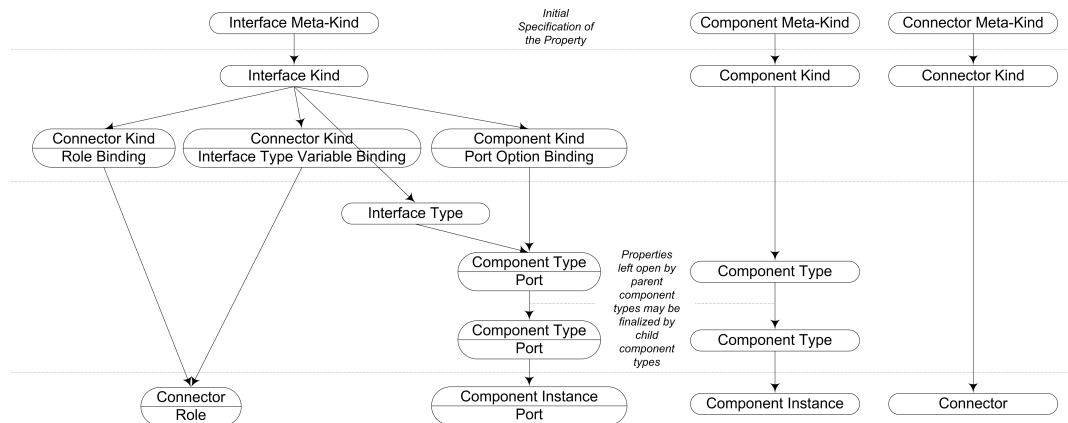 Interface Meta-Kind
Initial
Specification of
the Property
Component Meta-Kind
Connector Meta-Kind
Interface Kind
Component Kind
Connector Kind
Connector Kind
Role Binding
Connector Kind
Interface Type Variable Binding
Component Kind
Port Option Binding
Interface Type
Component Type
Port
Properties
left open by
parent
component
types may be
finalized by
child
component
types
Component Type
Component Type
Port
Component Type
Connector
Role
Component Instance
Port
Component Instance
Connector